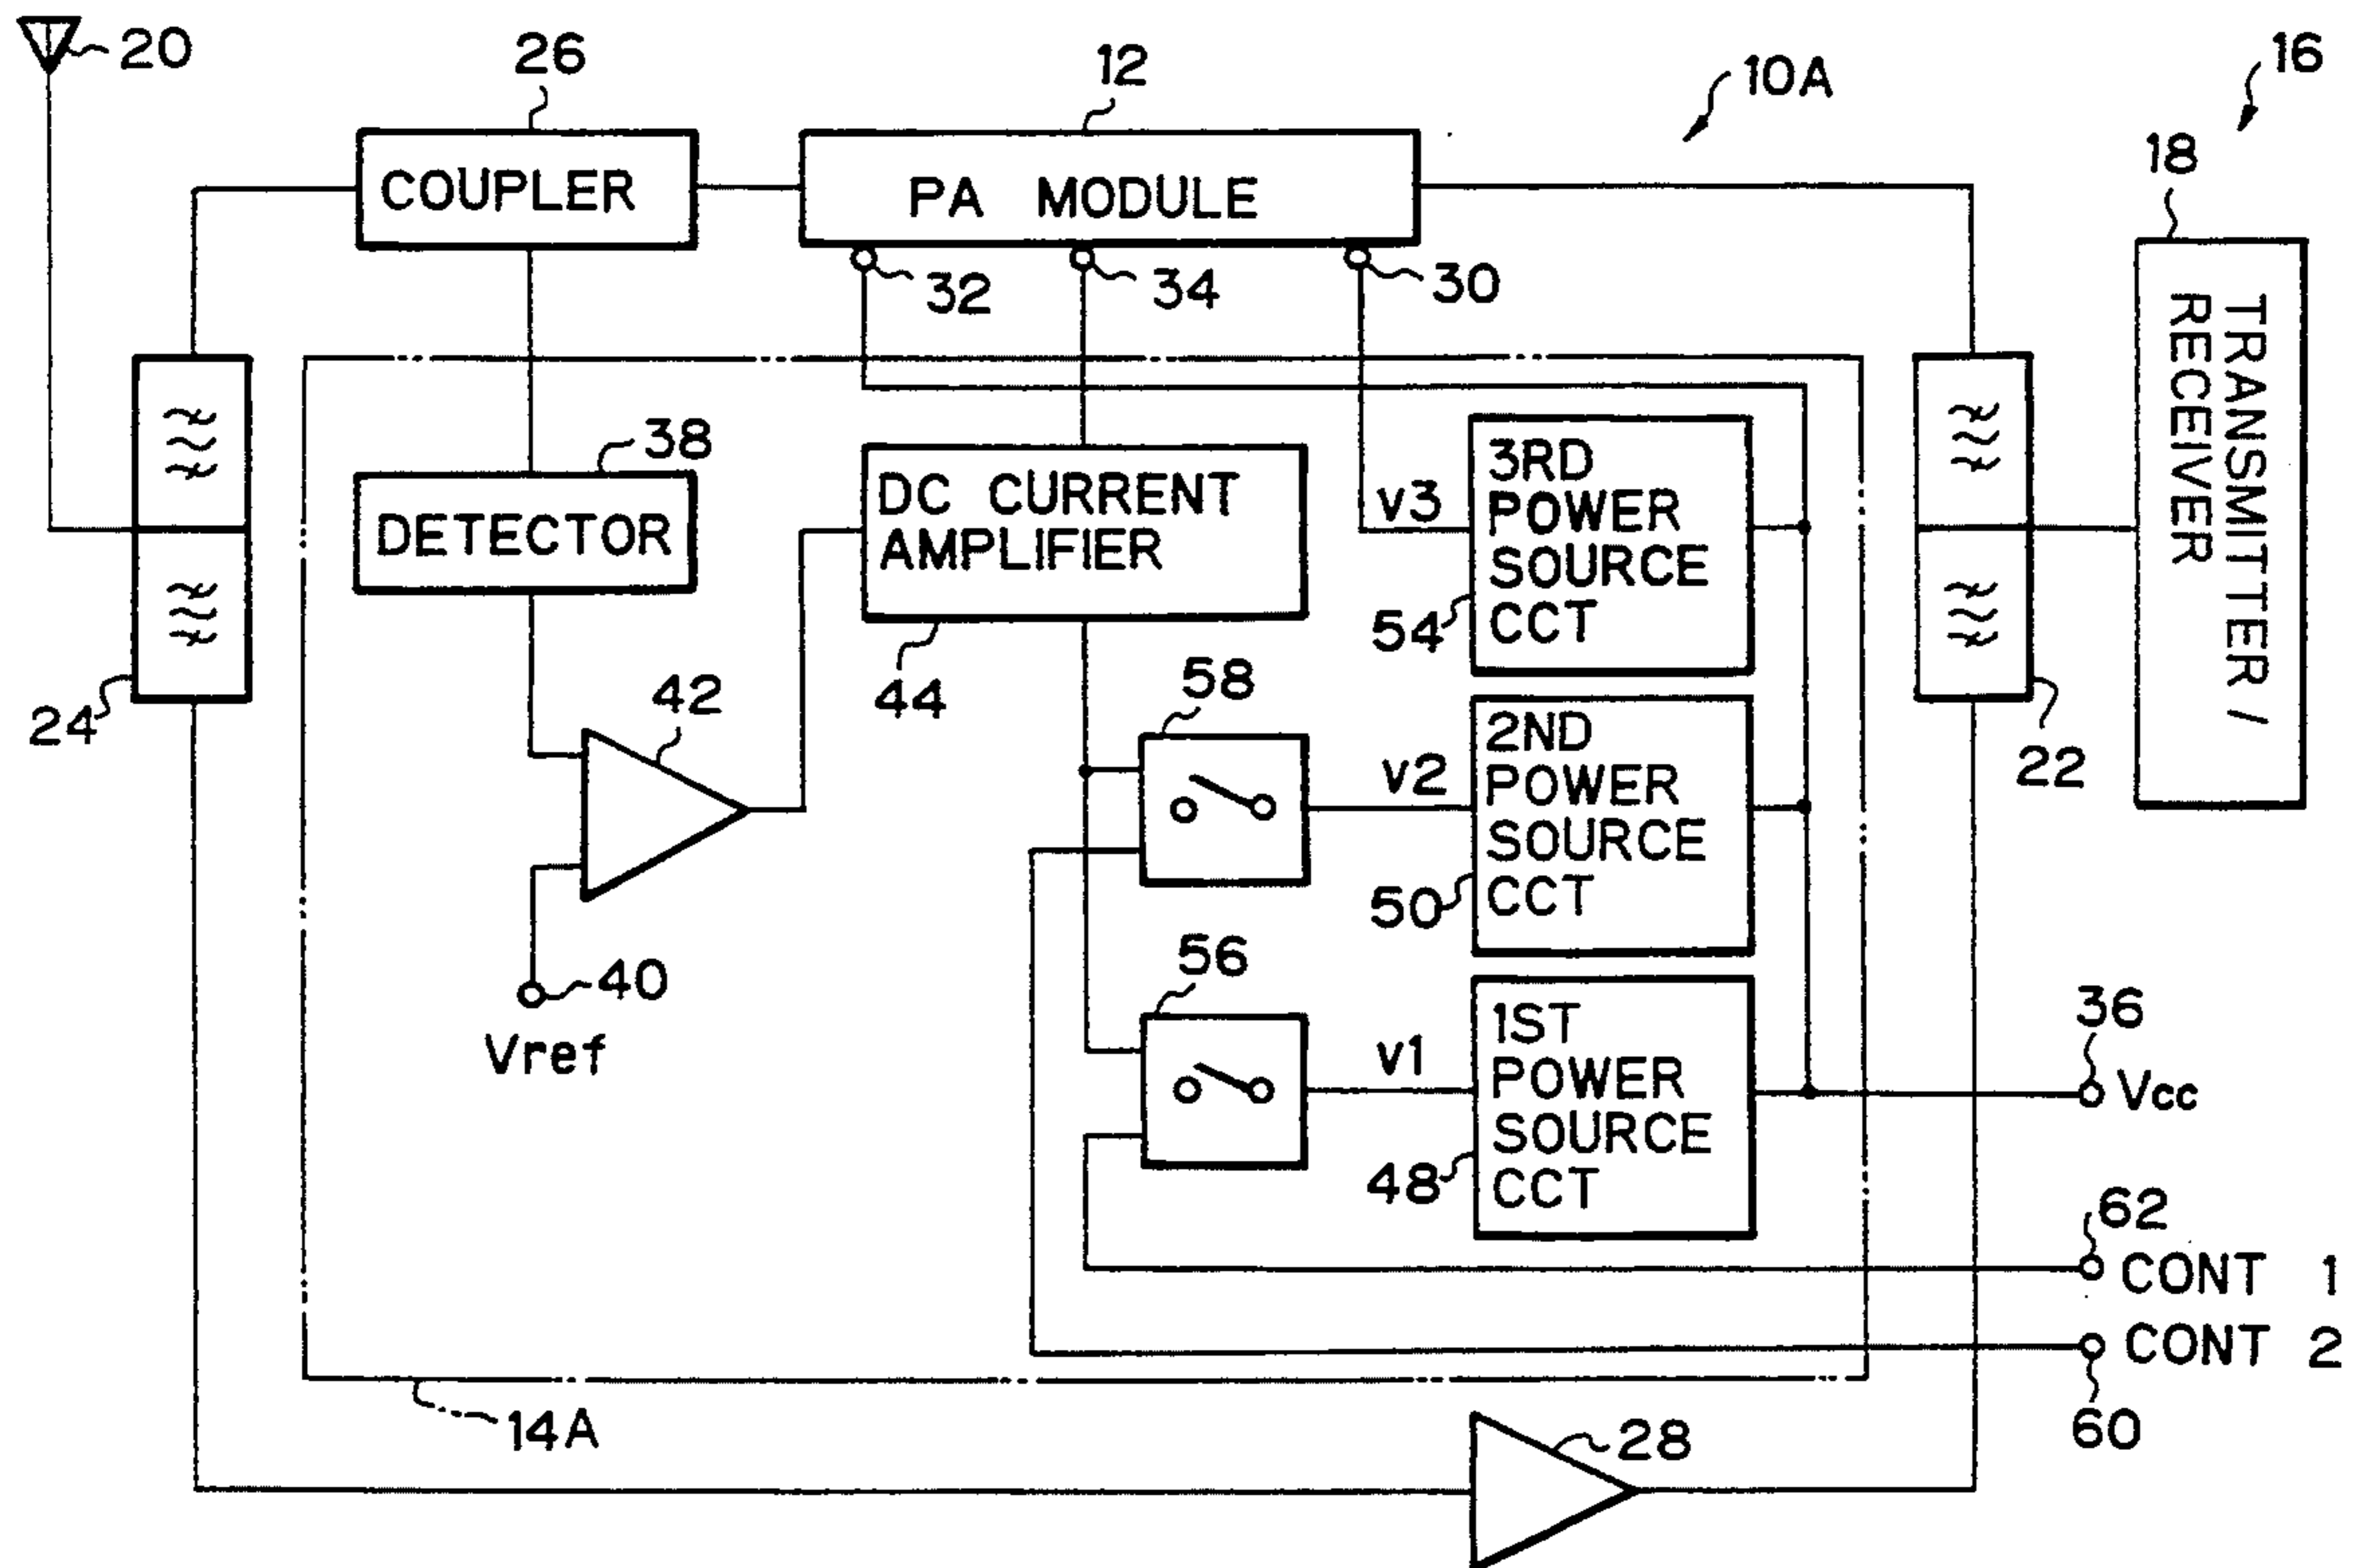 20
26
12
10A
16
18
COUPLER
PA MODULE
32
34
30
TRANSMITTER /
RECEIVER
38
DETECTOR
DC CURRENT
AMPLIFIER
v3
3RD
POWER
SOURCE
CCT
54
44
24
42
58
v2
2ND
POWER
SOURCE
CCT
50
22
40
Vref
56
v1
1ST
POWER
SOURCE
CCT
48
36
Vcc
62
CONT 1
CONT 2
60
14A
28